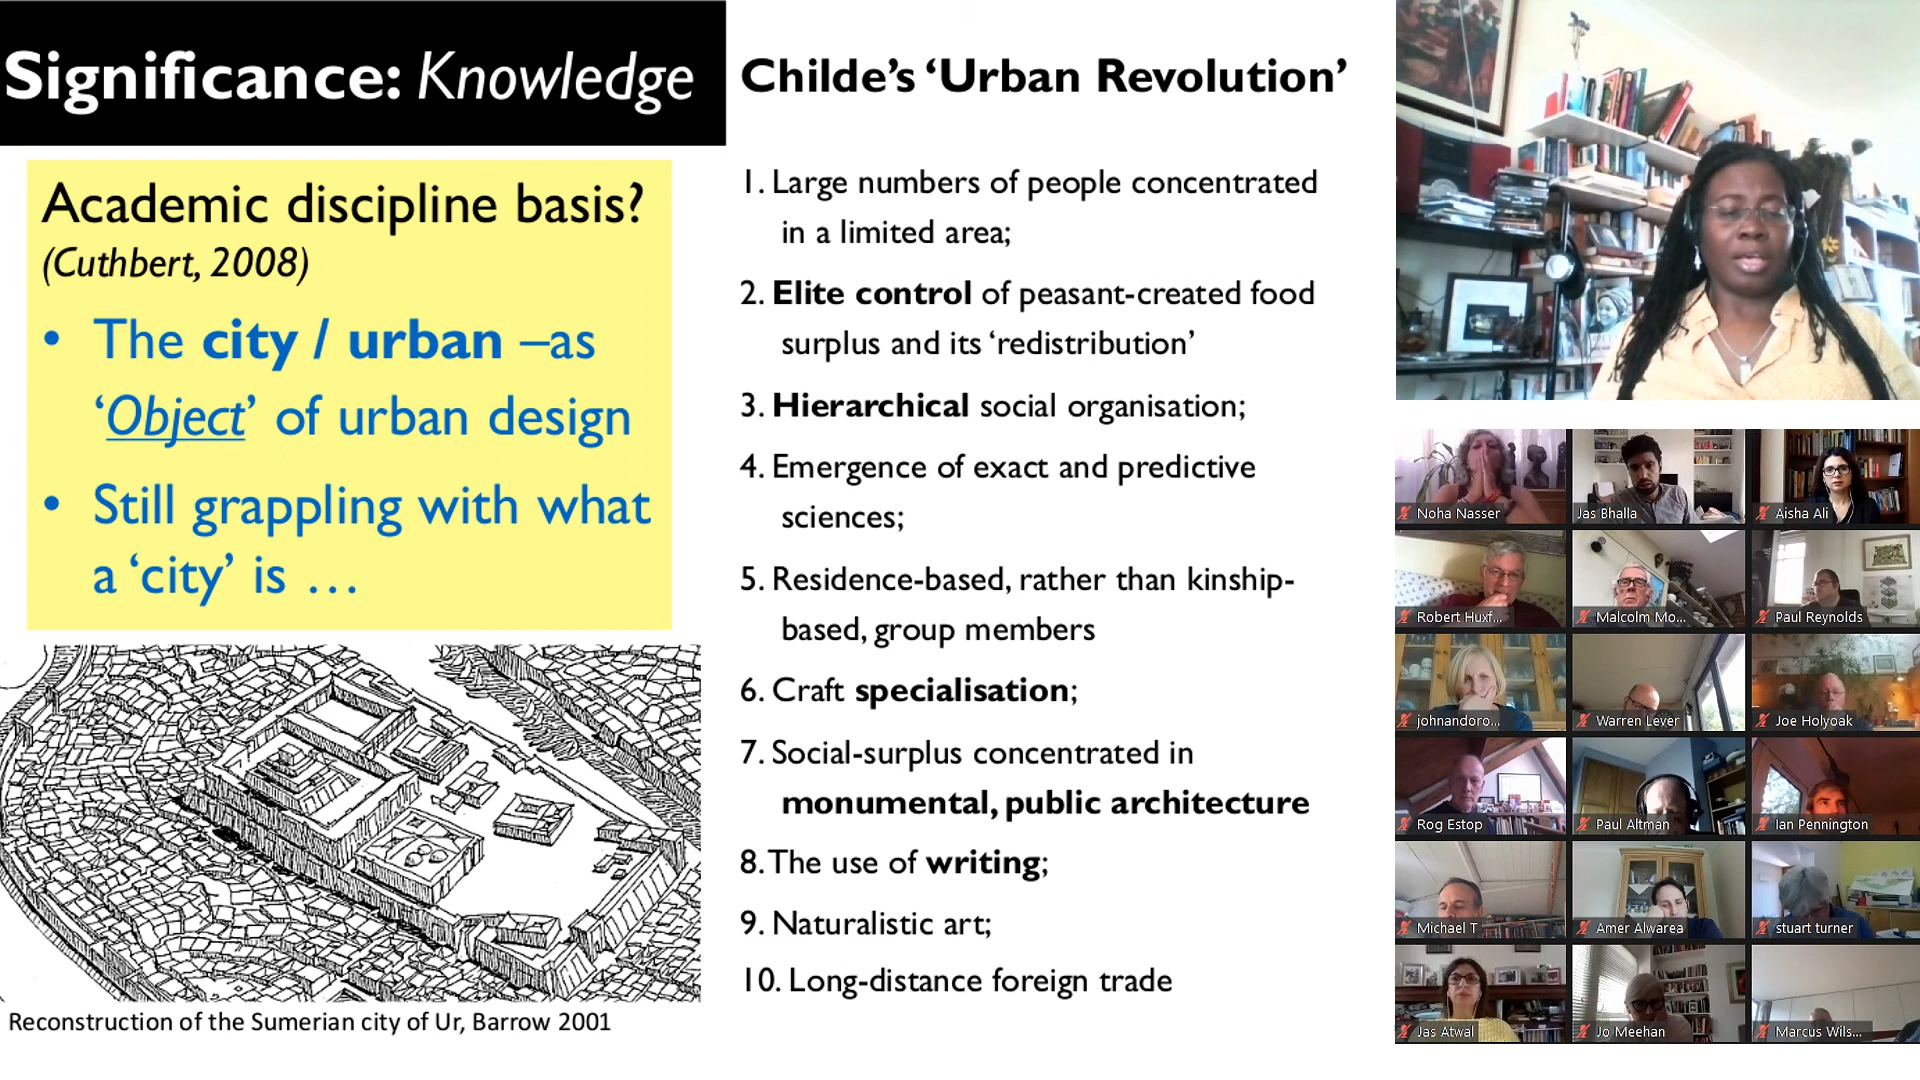 Significance: Knowledge
Academic discipline basis?
(Cuthbert, 2008)
• The city / urban –as
‘Object’ of urban design
• Still grappling with what
a ‘city’ is …
Reconstruction of the Sumerian city of Ur, Barrow 2001
Childe’s ‘Urban Revolution’
1. Large numbers of people concentrated
in a limited area;
2. Elite control of peasant-created food
surplus and its ‘redistribution’
3. Hierarchical social organisation;
4. Emergence of exact and predictive
sciences;
5. Residence-based, rather than kinship-
based, group members
6. Craft specialisation;
7. Social-surplus concentrated in
monumental, public architecture
8. The use of writing;
9. Naturalistic art;
10. Long-distance foreign trade
Noha Nasser
Jas Bhalla
Aisha Ali
Robert Huxf...
Malcolm Mo...
Paul Reynolds
johnandoro...
Warren Lever
Joe Holyoak
Rog Estop
Paul Altman
Ian Pennington
Michael T
Amer Alwarea
stuart turner
Jas Atwal
Jo Meehan
Marcus Wils...